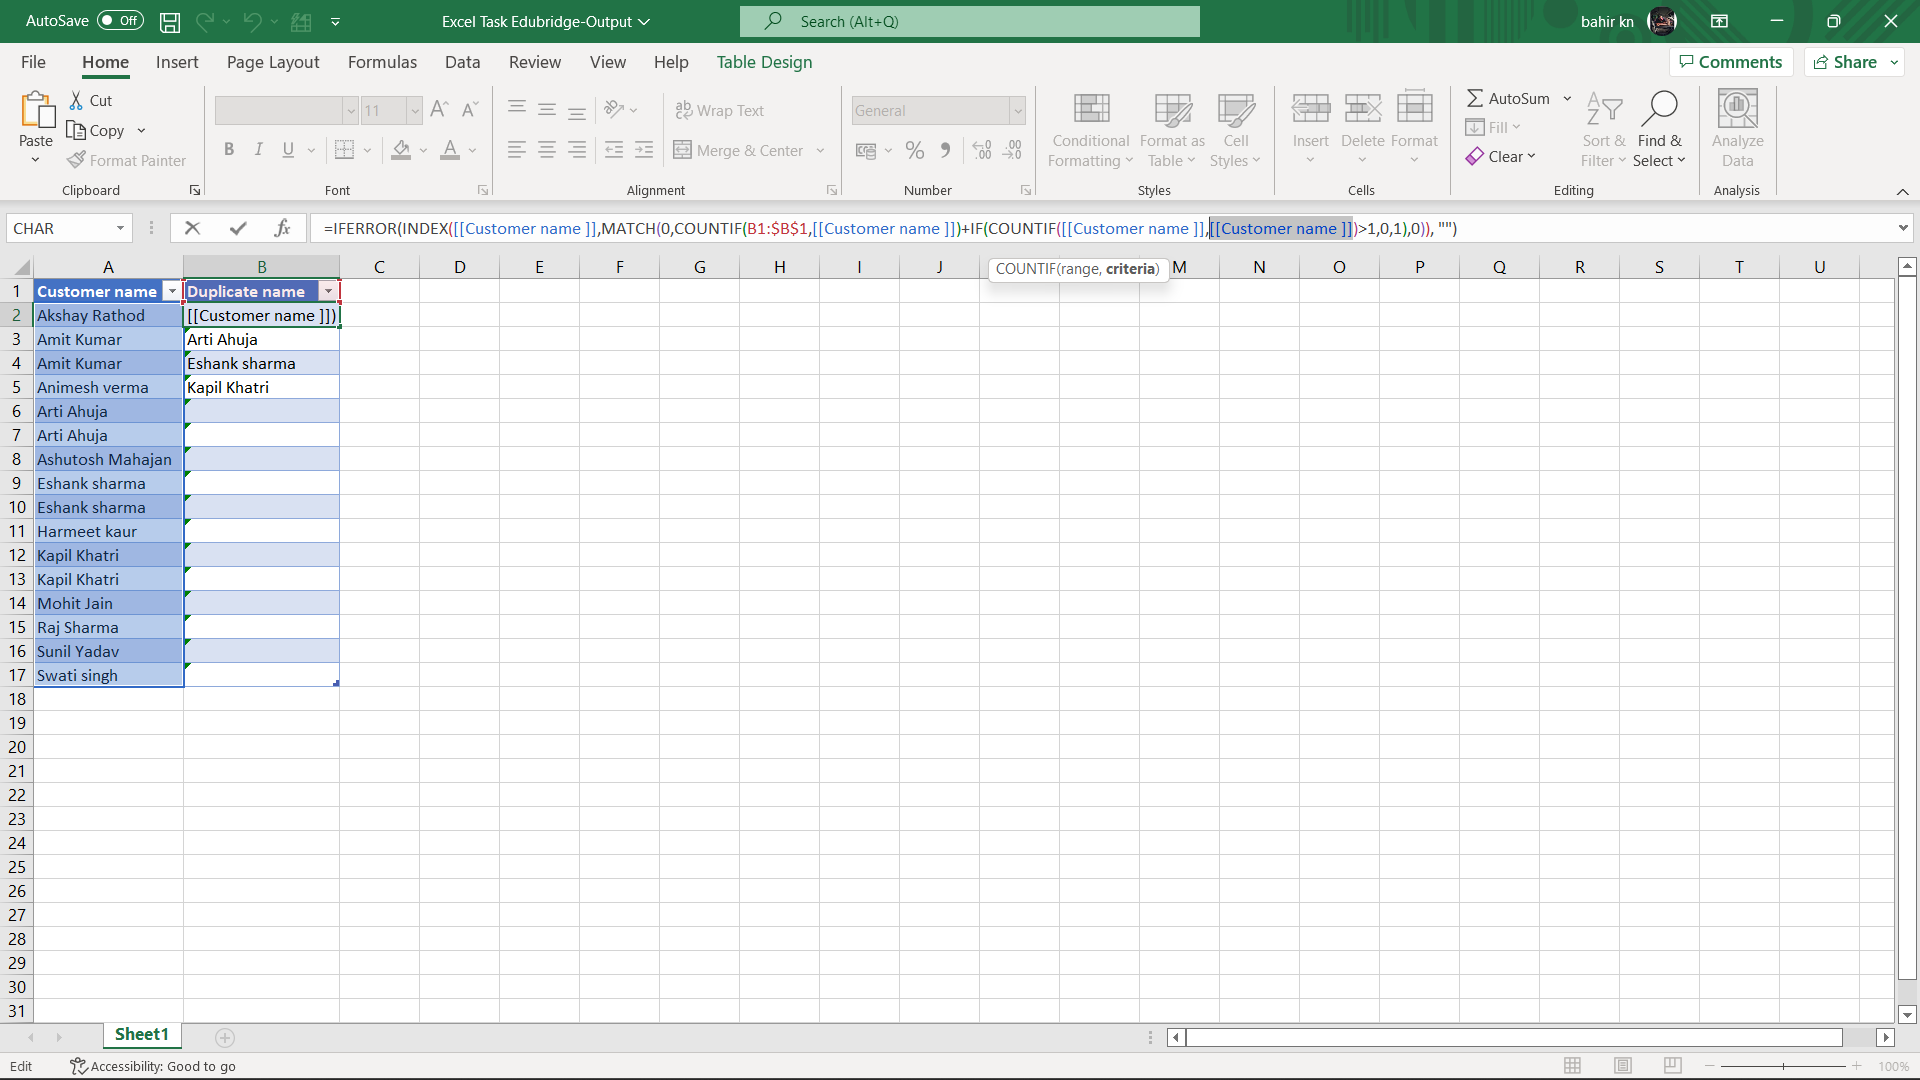 AutoSave Off Excel Task Edubridge-Output Search (Alt+Q) bahir kn
File Home Insert Page Layout Formulas Data Review View Help Table Design Comments Share
Paste
Cut
Copy
Format Painter
Clipboard
11
B I U
Font
Wrap Text
Merge & Center
Alignment
General
Number
Conditional Formatting
Format as Table
Cell Styles
Styles
Insert Delete Format
Cells
AutoSum
Fill
Clear
Sort & Filter
Find & Select
Editing
Analyze Data
Analysis
CHAR fx =IFERROR(INDEX([[Customer name ]],MATCH(0,COUNTIF(B1:$B$1,[[Customer name ]])+IF(COUNTIF([[Customer name ]],[[Customer name ]])>1,0,1),0)), "")
COUNTIF(range, criteria)
A B C D E F G H I J M N O P Q R S T U
1 Customer name Duplicate name
2 Akshay Rathod [[Customer name ]])
3 Amit Kumar Arti Ahuja
4 Amit Kumar Eshank sharma
5 Animesh verma Kapil Khatri
6 Arti Ahuja
7 Arti Ahuja
8 Ashutosh Mahajan
9 Eshank sharma
10 Eshank sharma
11 Harmeet kaur
12 Kapil Khatri
13 Kapil Khatri
14 Mohit Jain
15 Raj Sharma
16 Sunil Yadav
17 Swati singh
18
19
20
21
22
23
24
25
26
27
28
29
30
31
Sheet1
Edit Accessibility: Good to go 100%